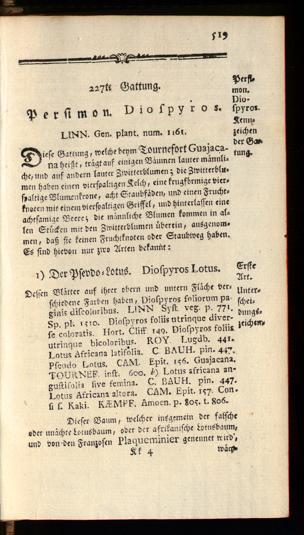 519
227te Gattung.
Persimon. Diospyros.
LINN. Gen. plant. num. 1161.
Persi-
mon.
Dio-
spyros.
Kenn-
zeichen
der Gat-
tung.
Diese Gattung, welche beym Tournefort Guajaca-
na heißt, trägt auf einigen Bäumen lauter männli-
che, und auf andern lauter Zwitterblumen; die Zwitterblu-
men haben einen vierspaltigen Kelch, eine krugförmige vier-
spaltige Blumenkrone, acht Staubfäden, und einen Frucht-
knoten mit einem vierspaltigen Griffel, und hinterlassen eine
achtsamige Beere; die männliche Blumen kommen in al-
len Stücken mit den Zwitterblumen überein, ausgenom-
men, daß sie keinen Fruchtknoten oder Staubweg haben.
Es sind hievon nur zwo Arten bekannt:
1) Der Psevdo-Lotus. Diospyros Lotus.
Erste
Art.
Unter-
schei-
dungs-
zeichen.
Dessen Blätter auf ihrer obern und untern Fläche ver-
schiedene Farben haben, Diospyros foliorum pa-
ginis discoloribus. LINN Syst veg. p. 771.
Sp. pl. 1510. Diospyros foliis utrinque diver-
se coloratis. Hort. Cliff 149. Diospyros foliis
utrinque bicoloribus. ROY. Lugdb. 441.
Lotus Africana latifolia. C. BAUH. pin. 447.
Pseudo Lotus. CAM. Epit. 156. Guajacana.
TOURNEF. inst. 600. Lotus africana an-
gustifolia sive femina. C. BAUH. pin. 447.
Lotus Africana altora. CAM. Epit. 157. Con-
s. Kaki. KÆMPF. Amoen. p. 805. t. 806.
Dieser Baum, welcher insgemein der falsche
oder unächte Lotusbaum, oder der afrikanische Lotusbaum,
und von den Franzosen Plaqueminier genennet wird,
Kk 4 wäch-